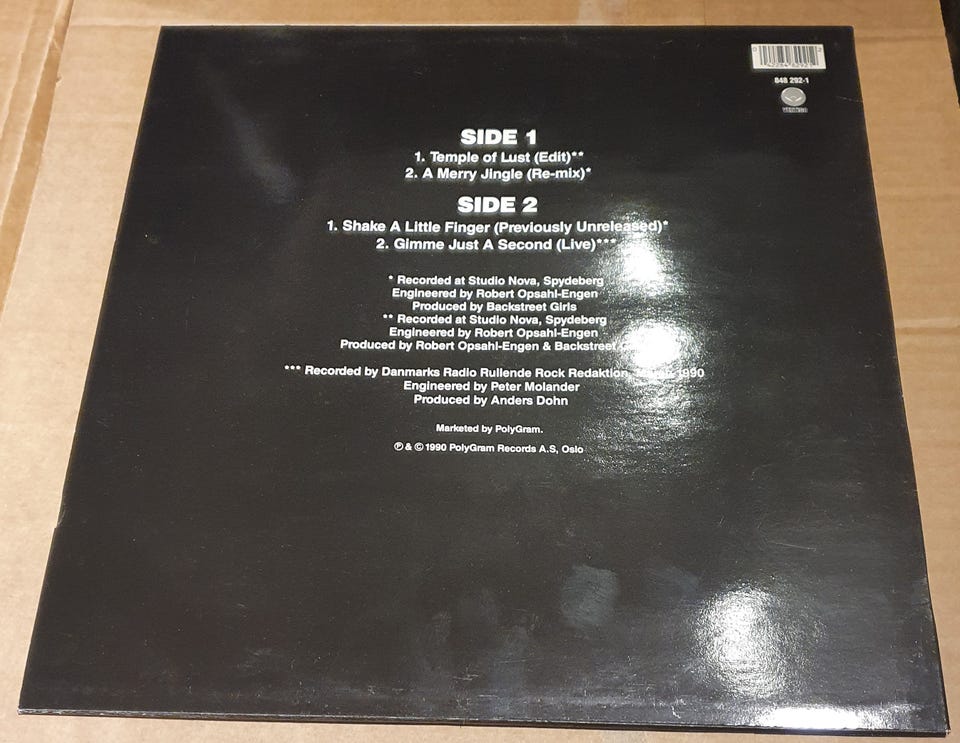 848 292-1
SIDE 1
1. Temple of Lust (Edit)**
2. A Merry Jingle (Re-mix)*
SIDE 2
1. Shake A Little Finger (Previously Unreleased)*
2. Gimme Just A Second (Live)***
* Recorded at Studio Nova, Spydeberg
Engineered by Robert Opsahl-Engen
Produced by Backstreet Girls
** Recorded at Studio Nova, Spydeberg
Engineered by Robert Opsahl-Engen
Produced by Robert Opsahl-Engen & Backstreet
*** Recorded by Danmarks Radio Rullende Rock Redaktion, 1990
Engineered by Peter Molander
Produced by Anders Dohn
Marketed by PolyGram.
℗ & © 1990 PolyGram Records A.S, Oslo